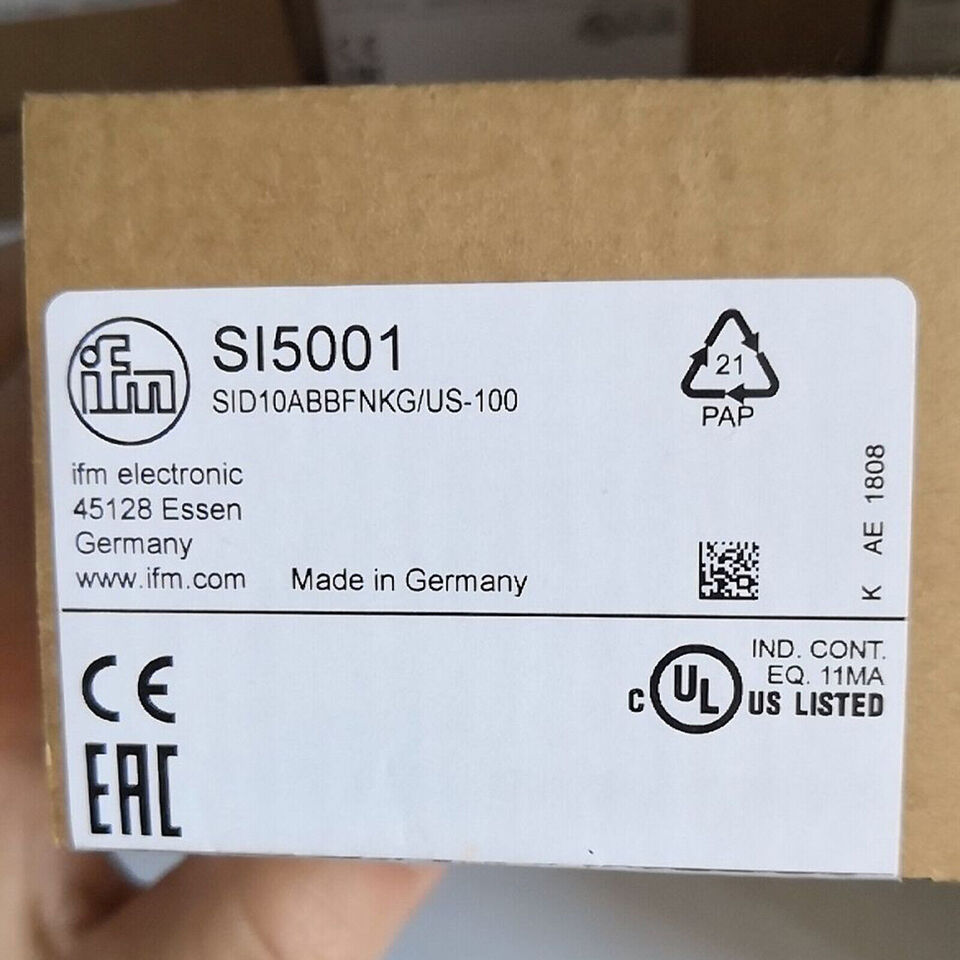 ifm
SI5001
SID10ABBFNKG/US-100
21
PAP
ifm electronic
45128 Essen
Germany
www.ifm.com
Made in Germany
K AE 1808
CE
EAC
C UL US LISTED
IND. CONT.
EQ. 11MA